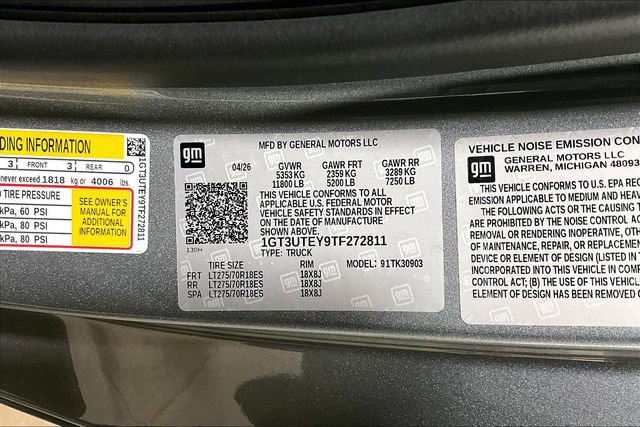 DING INFORMATION
3 FRONT 3 REAR 0
never exceed 1818 kg or 4006 lbs.
TIRE PRESSURE
kPa, 60 PSI
kPa, 80 PSI
kPa, 80 PSI
SEE OWNER'S
MANUAL FOR
ADDITIONAL
INFORMATION
1GT3UTEY9TF272811
gm
MFD BY GENERAL MOTORS LLC
04/26 GVWR GAWR FRT GAWR RR
5353 KG 2359 KG 3289 KG
11800 LB 5200 LB 7250 LB
THIS VEHICLE CONFORMS TO ALL
APPLICABLE U.S. FEDERAL MOTOR
VEHICLE SAFETY STANDARDS IN EFFECT
ON THE DATE OF MANUFACTURE
SHOWN ABOVE.
1GT3UTEY9TF272811
TYPE: TRUCK
130H
MODEL: 91TK30903
TIRE SIZE RIM
FRT LT275/70R18ES 18X8J
RR LT275/70R18ES 18X8J
SPA LT275/70R18ES 18X8J
VEHICLE NOISE EMISSION CON
gm
GENERAL MOTORS LLC
WARREN, MICHIGAN 48093
THIS VEHICLE CONFORMS TO U.S. EPA REG
APPLICABLE TO MEDIUM AND HEAV
THE FOLLOWING ACTS OR THE CAUSING
ARE PROHIBITED BY THE NOISE CONTROL A
REMOVAL OR RENDERING INOPERATIVE, OTHE
OF MAINTENANCE, REPAIR, OR REPLACEMEN
DEVICE OR ELEMENT OF DESIGN (LISTED IN T
INCORPORATED INTO THIS VEHICLE IN COMP
CONTROL ACT; (B) THE USE OF THIS VEHIC
ELEMENT OF DESIGN HAS BEEN REMOVED O